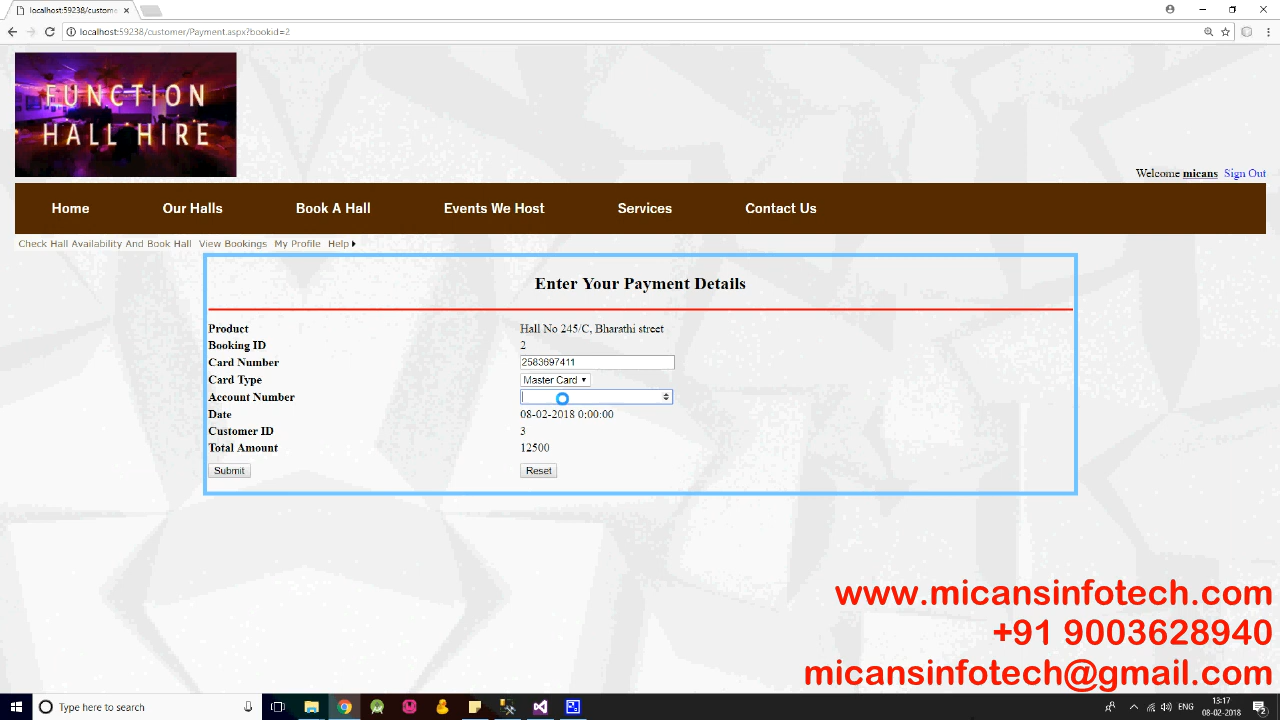 localhost:59238/custome
localhost:59238/customer/Payment.aspx?bookid=2
FUNCTION
HALL HIRE
Welcome micans Sign Out
Home Our Halls Book A Hall Events We Host Services Contact Us
Check Hall Availability And Book Hall View Bookings My Profile Help
Enter Your Payment Details
Product Hall No 245/C, Bharathi street
Booking ID 2
Card Number 2583697411
Card Type Master Card
Account Number
Date 08-02-2018 0:00:00
Customer ID 3
Total Amount 12500
Submit Reset
www.micansinfotech.com
+91 9003628940
micansinfotech@gmail.com
Type here to search
ENG
13:17
08-02-2018
2